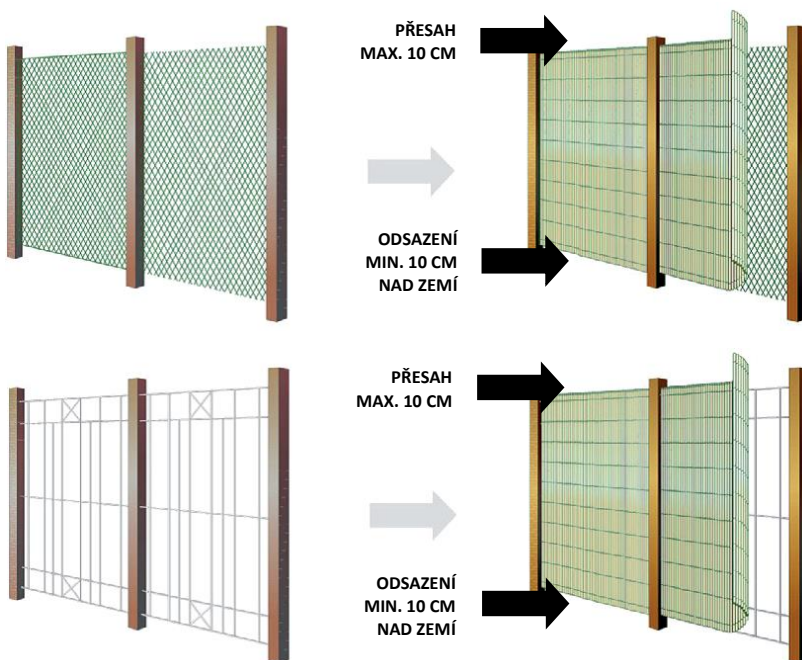 PŘESAH
MAX. 10 CM
ODSAZENÍ
MIN. 10 CM
NAD ZEMÍ
PŘESAH
MAX. 10 CM
ODSAZENÍ
MIN. 10 CM
NAD ZEMÍ